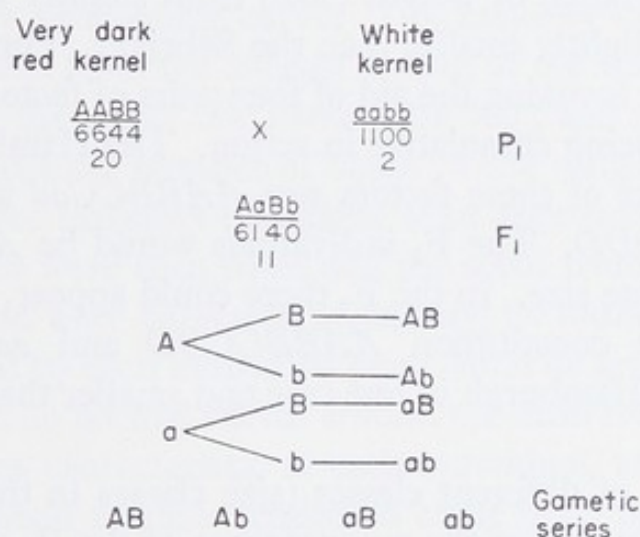 Very dark White
red kernel kernel
AABB aabb
6644 X 1100 P1
20 2
AaBb
6140 F1
11
B AB
A
b Ab
B aB
a
b ab
Gametic
AB Ab aB ab series